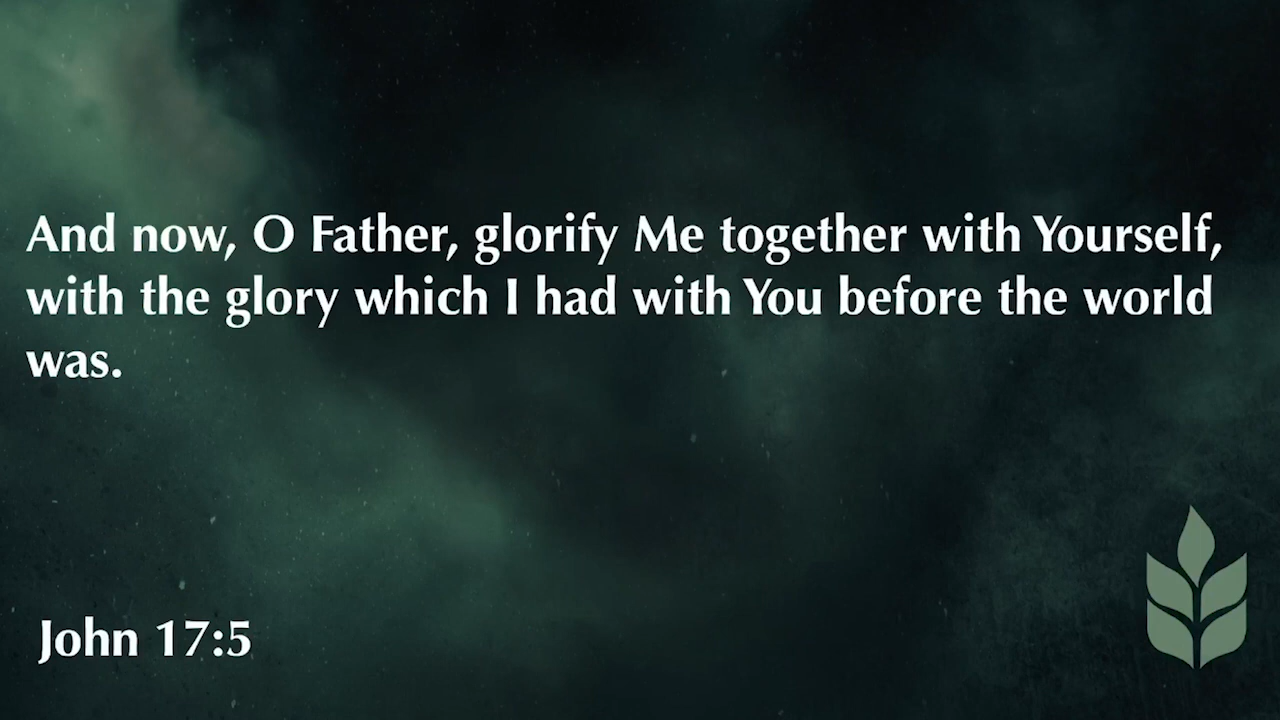 And now, O Father, glorify Me together with Yourself,
with the glory which I had with You before the world
was.
John 17:5